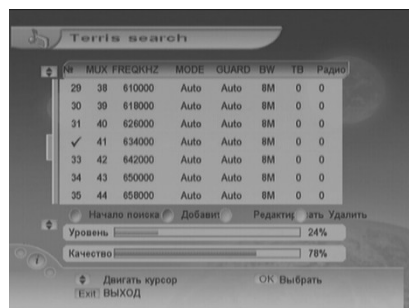 Terris search
№ MUX FREQKHZ MODE GUARD BW ТВ Радио
29 38 610000 Auto Auto 8M 0 0
30 39 618000 Auto Auto 8M 0 0
31 40 626000 Auto Auto 8M 0 0
✓ 41 634000 Auto Auto 8M 0 0
33 42 642000 Auto Auto 8M 0 0
34 43 650000 Auto Auto 8M 0 0
35 44 658000 Auto Auto 8M 0 0
Начало поиска Добавит Редактир ать Удалить
Уровень 24%
Качество 78%
Двигать курсор OK Выбрать
Exit ВЫХОД